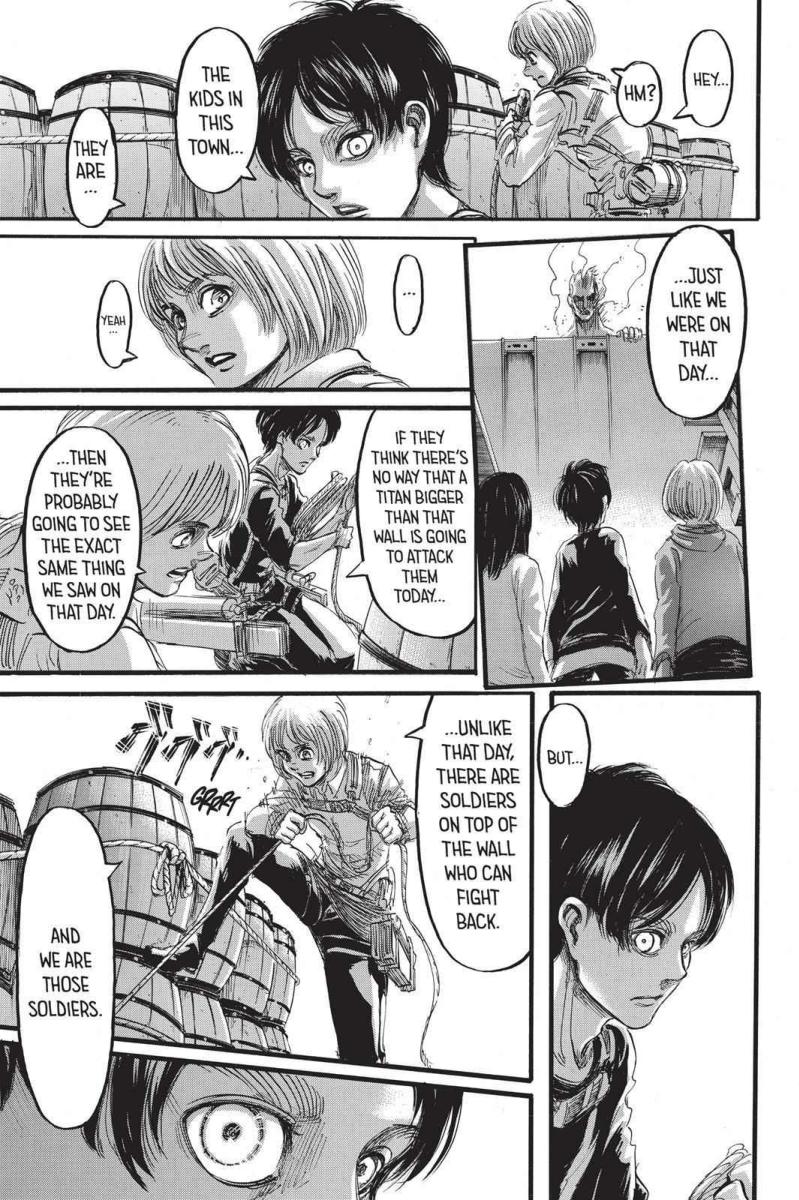 HEY...
HM?
THE
KIDS IN
THIS
TOWN...
THEY
ARE
...
...JUST
LIKE WE
WERE ON
THAT
DAY...
...
YEAH
...
IF THEY
THINK THERE'S
NO WAY THAT A
TITAN BIGGER
THAN THAT
WALL IS GOING
TO ATTACK
THEM
TODAY...
...THEN
THEY'RE
PROBABLY
GOING TO SEE
THE EXACT
SAME THING
WE SAW ON
THAT DAY.
BUT...
...UNLIKE
THAT DAY,
THERE ARE
SOLDIERS
ON TOP OF
THE WALL
WHO CAN
FIGHT
BACK.
GRRRT
AND
WE ARE
THOSE
SOLDIERS.